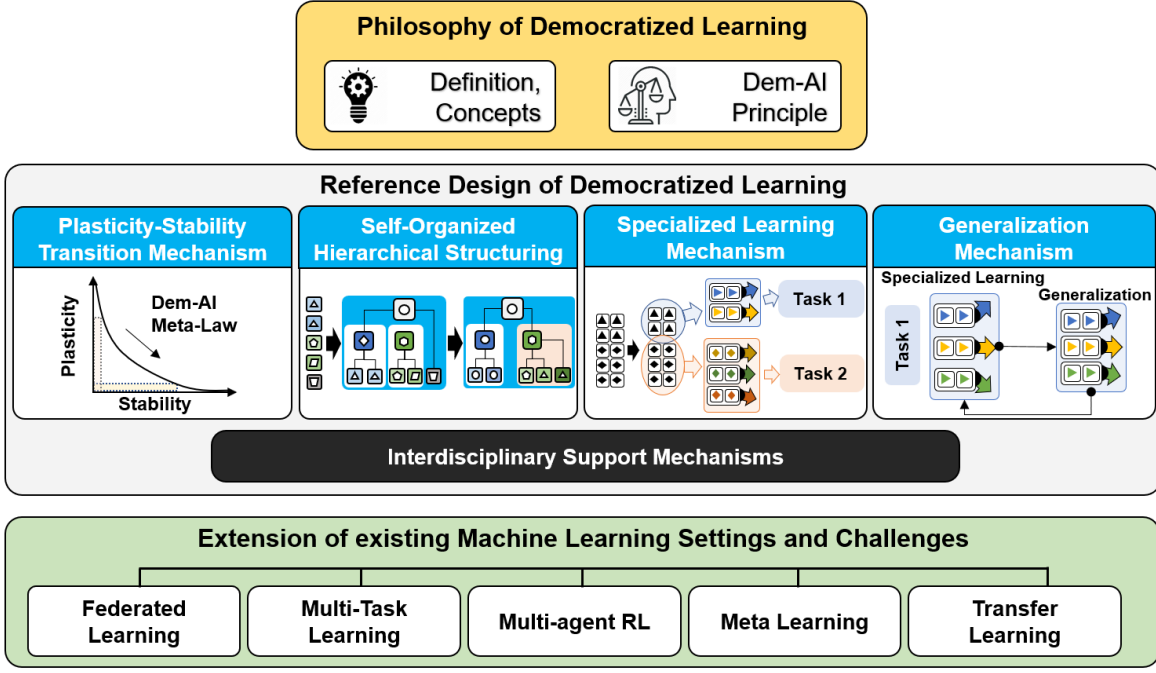 Philosophy of Democratized Learning
Definition,
Concepts
Dem-AI
Principle
Reference Design of Democratized Learning
Plasticity-Stability
Transition Mechanism
Plasticity
Dem-AI
Meta-Law
Stability
Self-Organized
Hierarchical Structuring
Specialized Learning
Mechanism
Task 1
Task 2
Generalization
Mechanism
Specialized Learning
Generalization
Task 1
Interdisciplinary Support Mechanisms
Extension of existing Machine Learning Settings and Challenges
Federated
Learning
Multi-Task
Learning
Multi-agent RL
Meta Learning
Transfer
Learning